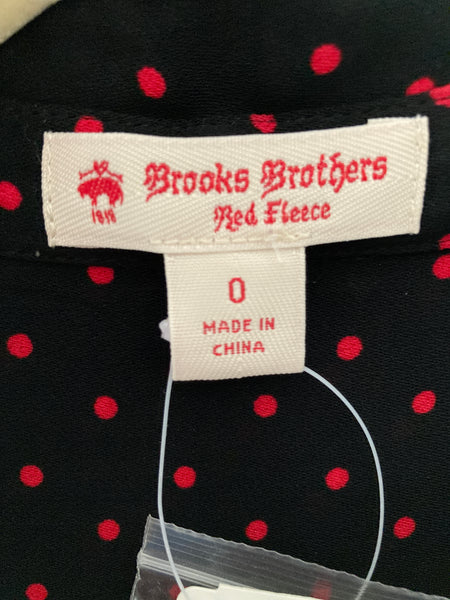 Brooks Brothers
Red Fleece
1818
0
MADE IN
CHINA